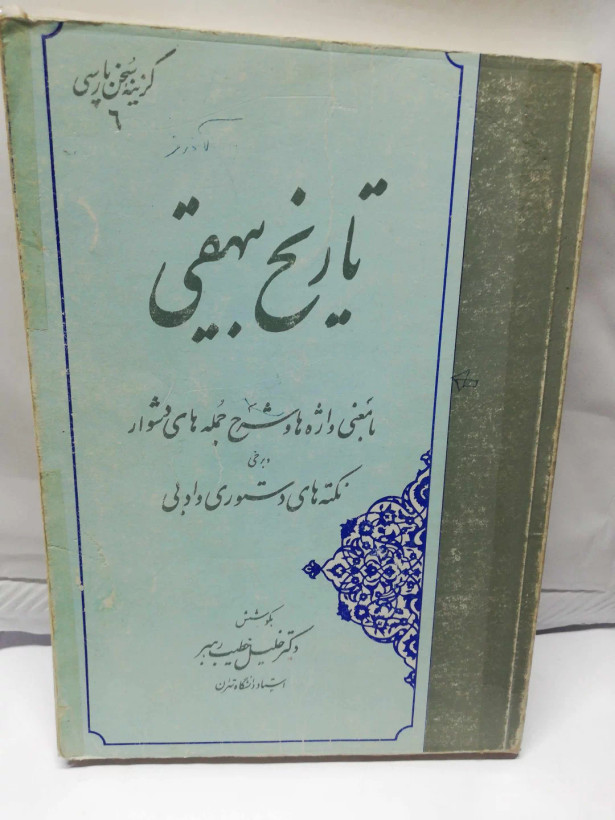 گزینه سخن پارسی
۶
تاریخ بیهقی
با معنی واژه ها و شرح جمله های دشوار
و برخی
نکته های دستوری و ادبی
بکوشش
دکتر خلیل خطیب رهبر
استاد دانشگاه تهران